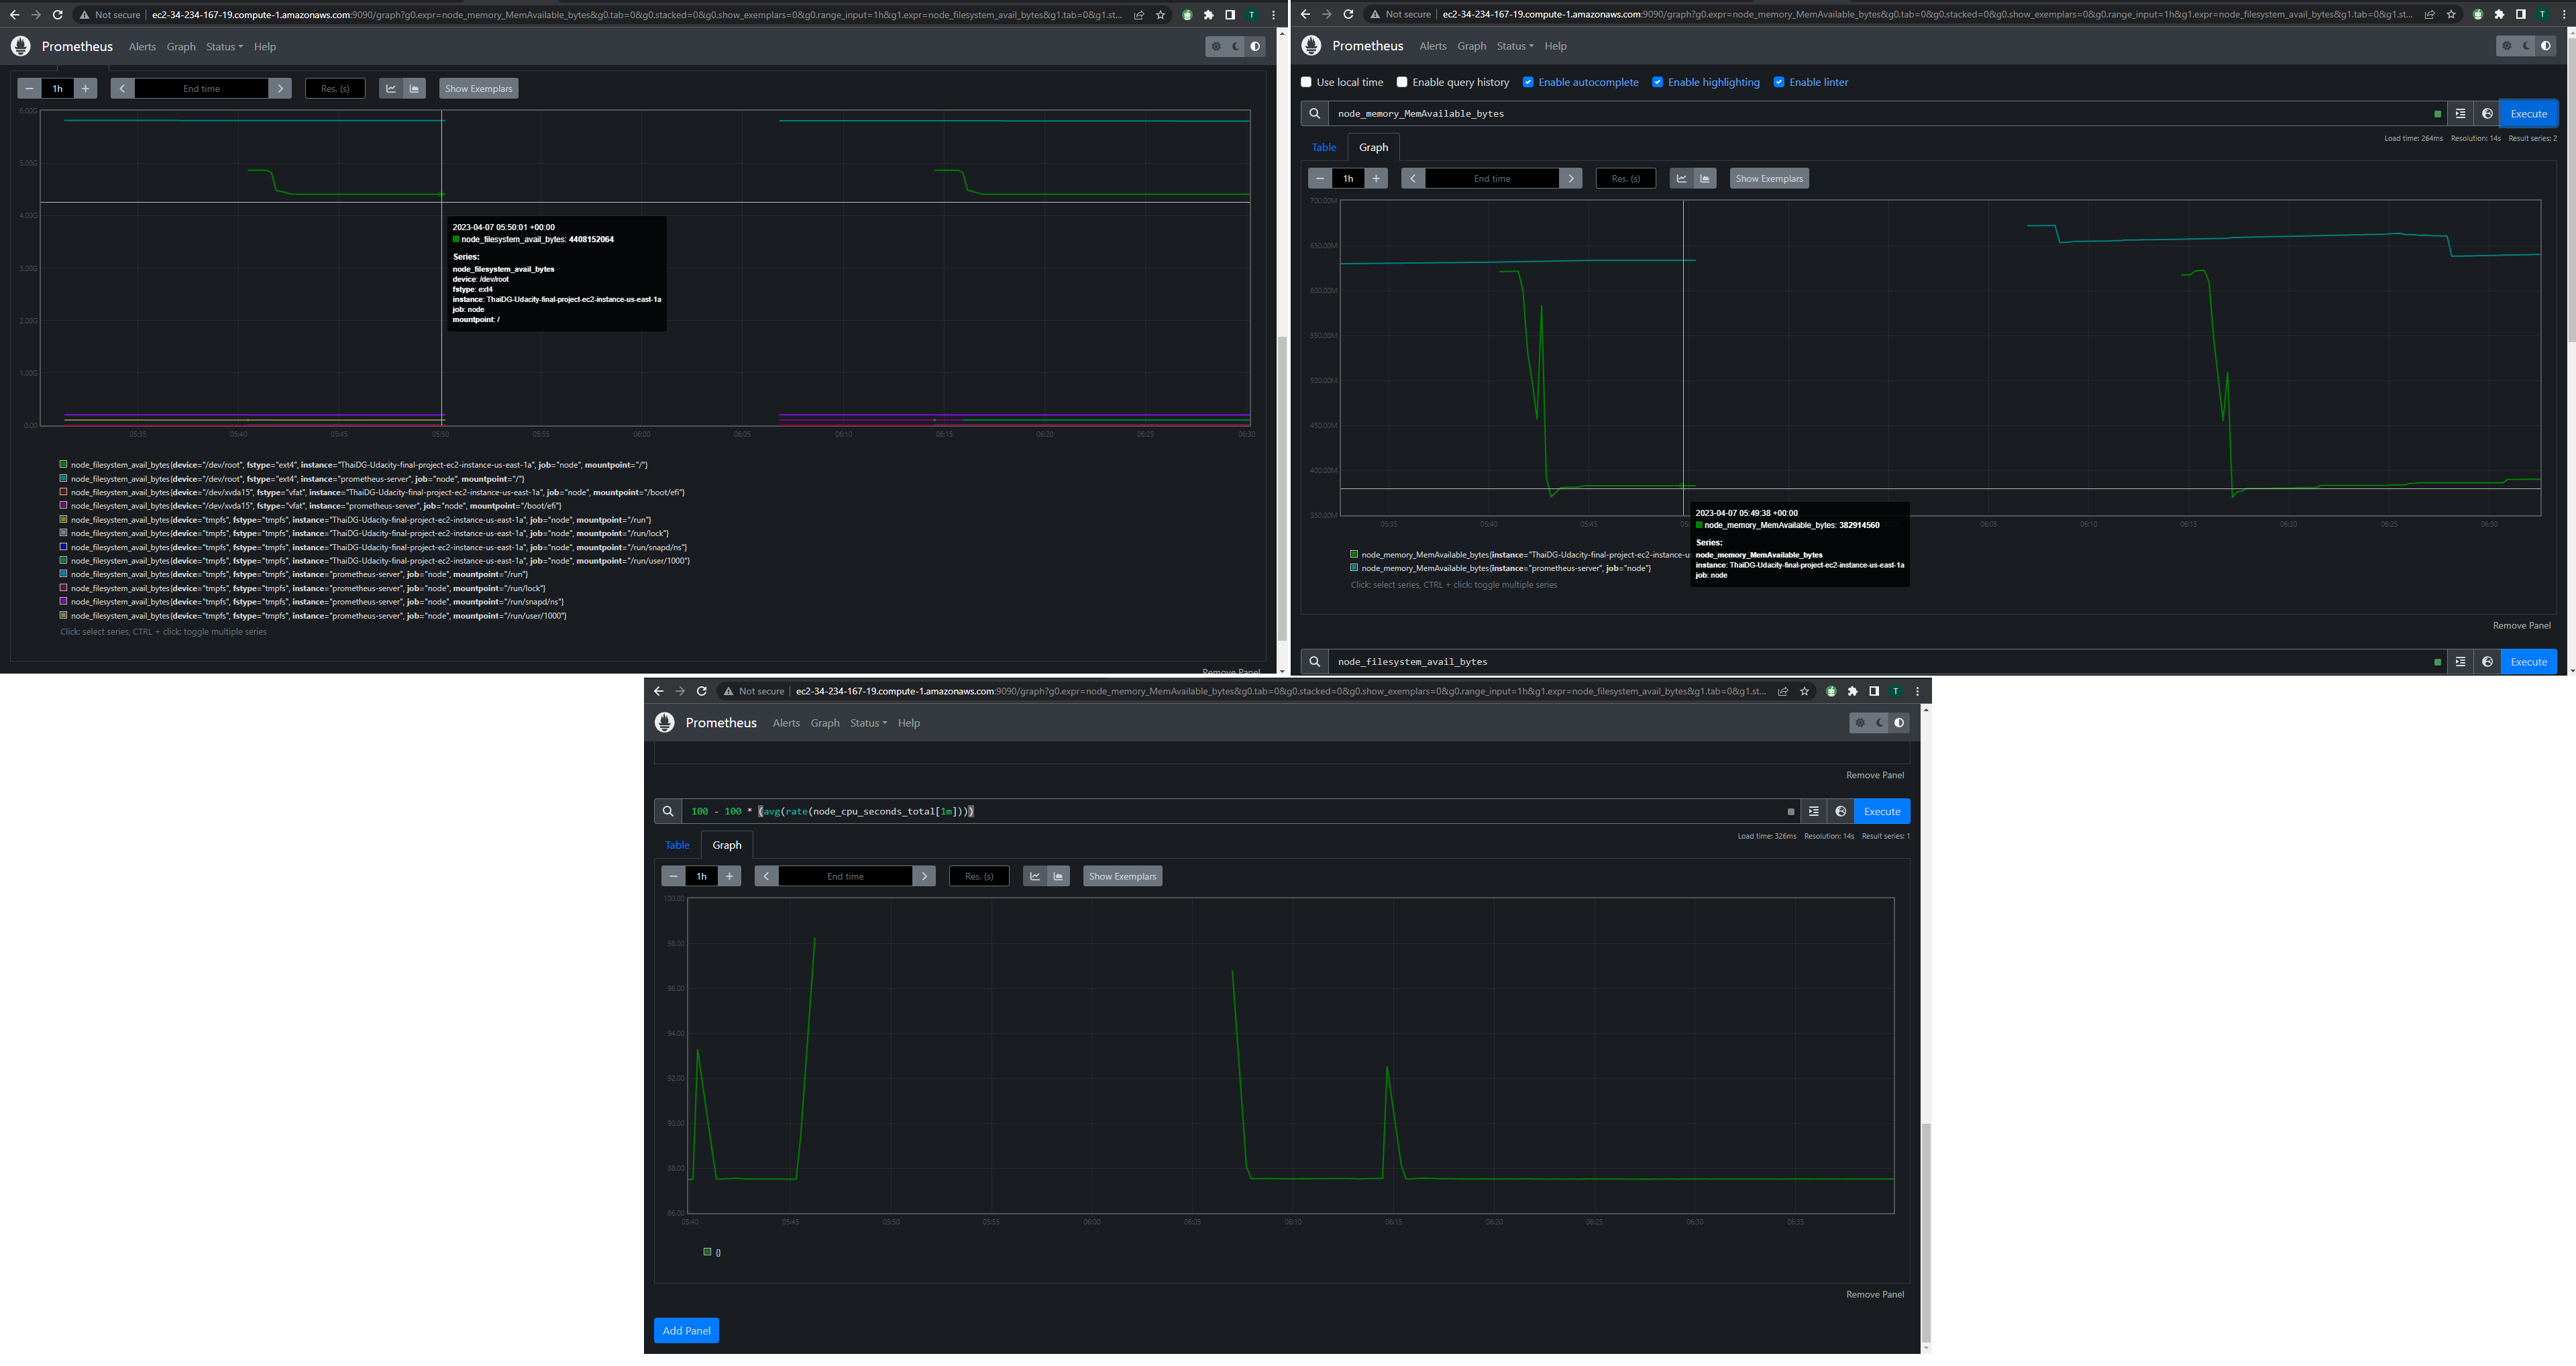 Not secure | ec2-34-234-167-19.compute-1.amazonaws.com:9090/graph?g0.expr=node_memory_MemAvailable_bytes&g0.tab=0&g0.stacked=0&g0.show_exemplars=0&g0.range_input=1h&g1.expr=node_filesystem_avail_bytes&g1.tab=0&g1.st...
T
Prometheus Alerts Graph Status Help
1h End time Res. (s) Show Exemplars
6.00G
5.00G
4.00G
3.00G
2.00G
1.00G
0.00
2023-04-07 05:50:01 +00:00
node_filesystem_avail_bytes: 4408152064
Series:
node_filesystem_avail_bytes
device: /dev/root
fstype: ext4
instance: ThaiDG-Udacity-final-project-ec2-instance-us-east-1a
job: node
mountpoint: /
05:35 05:40 05:45 05:50 05:55 06:00 06:05 06:10 06:15 06:20 06:25 06:30
node_filesystem_avail_bytes{device="/dev/root", fstype="ext4", instance="ThaiDG-Udacity-final-project-ec2-instance-us-east-1a", job="node", mountpoint="/"}
node_filesystem_avail_bytes{device="/dev/root", fstype="ext4", instance="prometheus-server", job="node", mountpoint="/"}
node_filesystem_avail_bytes{device="/dev/xvda15", fstype="vfat", instance="ThaiDG-Udacity-final-project-ec2-instance-us-east-1a", job="node", mountpoint="/boot/efi"}
node_filesystem_avail_bytes{device="/dev/xvda15", fstype="vfat", instance="prometheus-server", job="node", mountpoint="/boot/efi"}
node_filesystem_avail_bytes{device="tmpfs", fstype="tmpfs", instance="ThaiDG-Udacity-final-project-ec2-instance-us-east-1a", job="node", mountpoint="/run"}
node_filesystem_avail_bytes{device="tmpfs", fstype="tmpfs", instance="ThaiDG-Udacity-final-project-ec2-instance-us-east-1a", job="node", mountpoint="/run/lock"}
node_filesystem_avail_bytes{device="tmpfs", fstype="tmpfs", instance="ThaiDG-Udacity-final-project-ec2-instance-us-east-1a", job="node", mountpoint="/run/snapd/ns"}
node_filesystem_avail_bytes{device="tmpfs", fstype="tmpfs", instance="ThaiDG-Udacity-final-project-ec2-instance-us-east-1a", job="node", mountpoint="/run/user/1000"}
node_filesystem_avail_bytes{device="tmpfs", fstype="tmpfs", instance="prometheus-server", job="node", mountpoint="/run"}
node_filesystem_avail_bytes{device="tmpfs", fstype="tmpfs", instance="prometheus-server", job="node", mountpoint="/run/lock"}
node_filesystem_avail_bytes{device="tmpfs", fstype="tmpfs", instance="prometheus-server", job="node", mountpoint="/run/snapd/ns"}
node_filesystem_avail_bytes{device="tmpfs", fstype="tmpfs", instance="prometheus-server", job="node", mountpoint="/run/user/1000"}
Click: select series, CTRL + click: toggle multiple series
Remove Panel
Not secure | ec2-34-234-167-19.compute-1.amazonaws.com:9090/graph?g0.expr=node_memory_MemAvailable_bytes&g0.tab=0&g0.stacked=0&g0.show_exemplars=0&g0.range_input=1h&g1.expr=node_filesystem_avail_bytes&g1.tab=0&g1.st...
T
Prometheus Alerts Graph Status Help
Use local time Enable query history Enable autocomplete Enable highlighting Enable linter
node_memory_MemAvailable_bytes Execute
Load time: 264ms Resolution: 14s Result series: 2
Table Graph
1h End time Res. (s) Show Exemplars
700.00M
650.00M
600.00M
550.00M
500.00M
450.00M
400.00M
350.00M
05:35 05:40 05:45 06:05 06:10 06:15 06:20 06:25 06:30
2023-04-07 05:49:38 +00:00
node_memory_MemAvailable_bytes: 382914560
Series:
node_memory_MemAvailable_bytes
instance: ThaiDG-Udacity-final-project-ec2-instance-us-east-1a
job: node
node_memory_MemAvailable_bytes{instance="ThaiDG-Udacity-final-project-ec2-instance-us
node_memory_MemAvailable_bytes{instance="prometheus-server", job="node"}
Click: select series, CTRL + click: toggle multiple series
Remove Panel
node_filesystem_avail_bytes Execute
Not secure | ec2-34-234-167-19.compute-1.amazonaws.com:9090/graph?g0.expr=node_memory_MemAvailable_bytes&g0.tab=0&g0.stacked=0&g0.show_exemplars=0&g0.range_input=1h&g1.expr=node_filesystem_avail_bytes&g1.tab=0&g1.st...
T
Prometheus Alerts Graph Status Help
Remove Panel
100 - 100 * (avg(rate(node_cpu_seconds_total[1m]))) Execute
Load time: 326ms Resolution: 14s Result series: 1
Table Graph
1h End time Res. (s) Show Exemplars
100.00
98.00
96.00
94.00
92.00
90.00
88.00
86.00
05:40 05:45 05:50 05:55 06:00 06:05 06:10 06:15 06:20 06:25 06:30 06:35
{}
Remove Panel
Add Panel